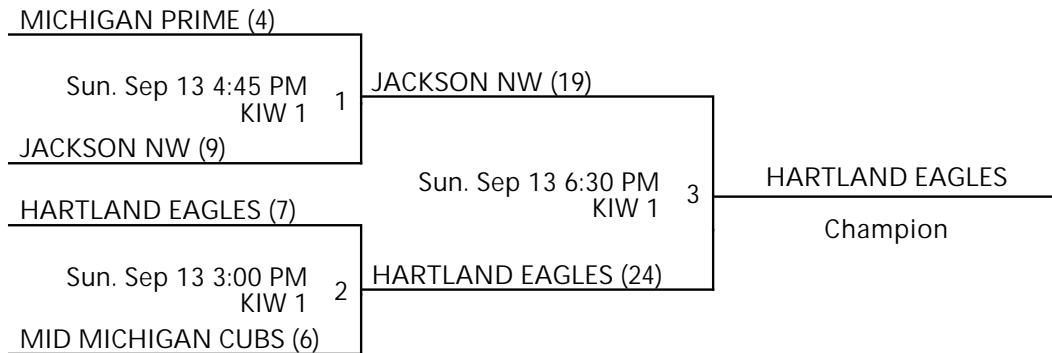 MICHIGAN PRIME (4)
Sun. Sep 13 4:45 PM
KIW 1
1
JACKSON NW (9)
JACKSON NW (19)
HARTLAND EAGLES (7)
Sun. Sep 13 3:00 PM
KIW 1
2
MID MICHIGAN CUBS (6)
HARTLAND EAGLES (24)
Sun. Sep 13 6:30 PM
KIW 1
3
HARTLAND EAGLES
Champion